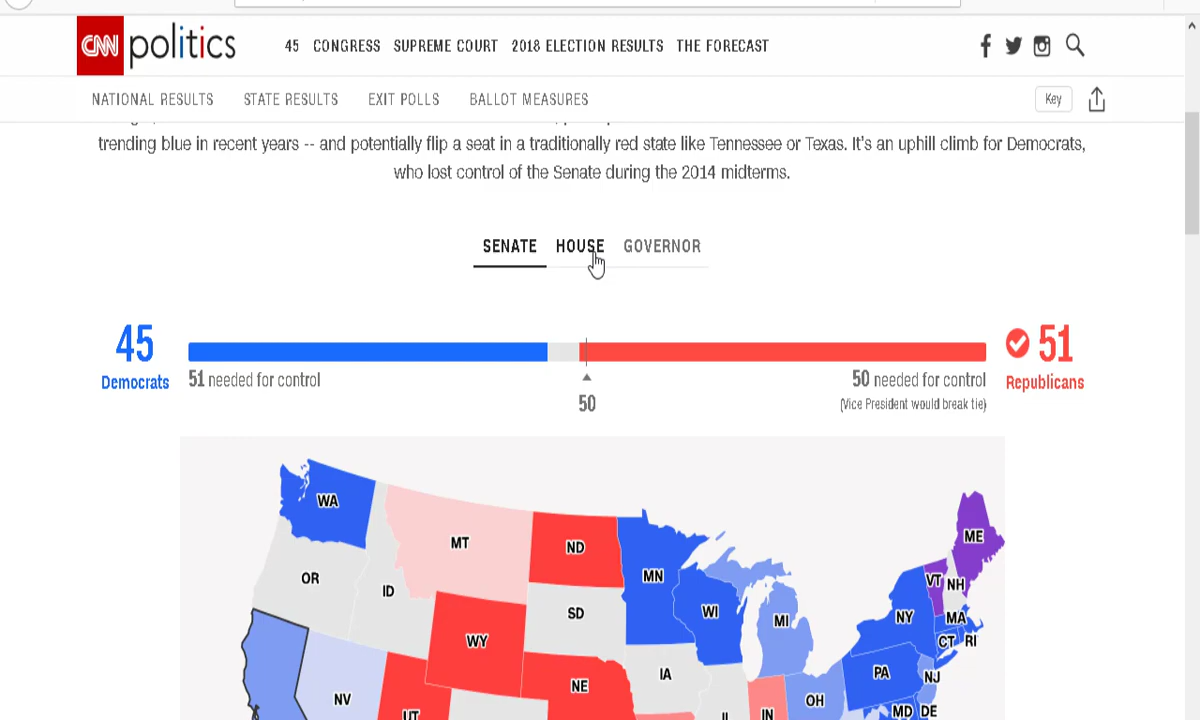 CNN politics 45 CONGRESS SUPREME COURT 2018 ELECTION RESULTS THE FORECAST
NATIONAL RESULTS STATE RESULTS EXIT POLLS BALLOT MEASURES Key
trending blue in recent years -- and potentially flip a seat in a traditionally red state like Tennessee or Texas. It's an uphill climb for Democrats,
who lost control of the Senate during the 2014 midterms.
SENATE HOUSE GOVERNOR
45 51
Democrats 51 needed for control 50 needed for control Republicans
50 (Vice President would break tie)
WA
ME
MT ND
OR MN VT NH
ID
SD WI MI NY MA
WY CT RI
IA PA NJ
NE
NV OH
UT IL IN MD DE